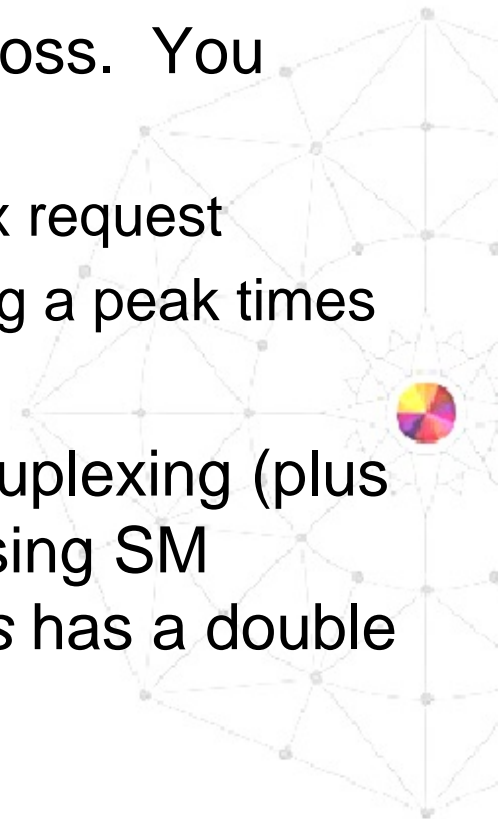 oss. You
x request
g a peak times
uplexing (plus
sing SM
s has a double